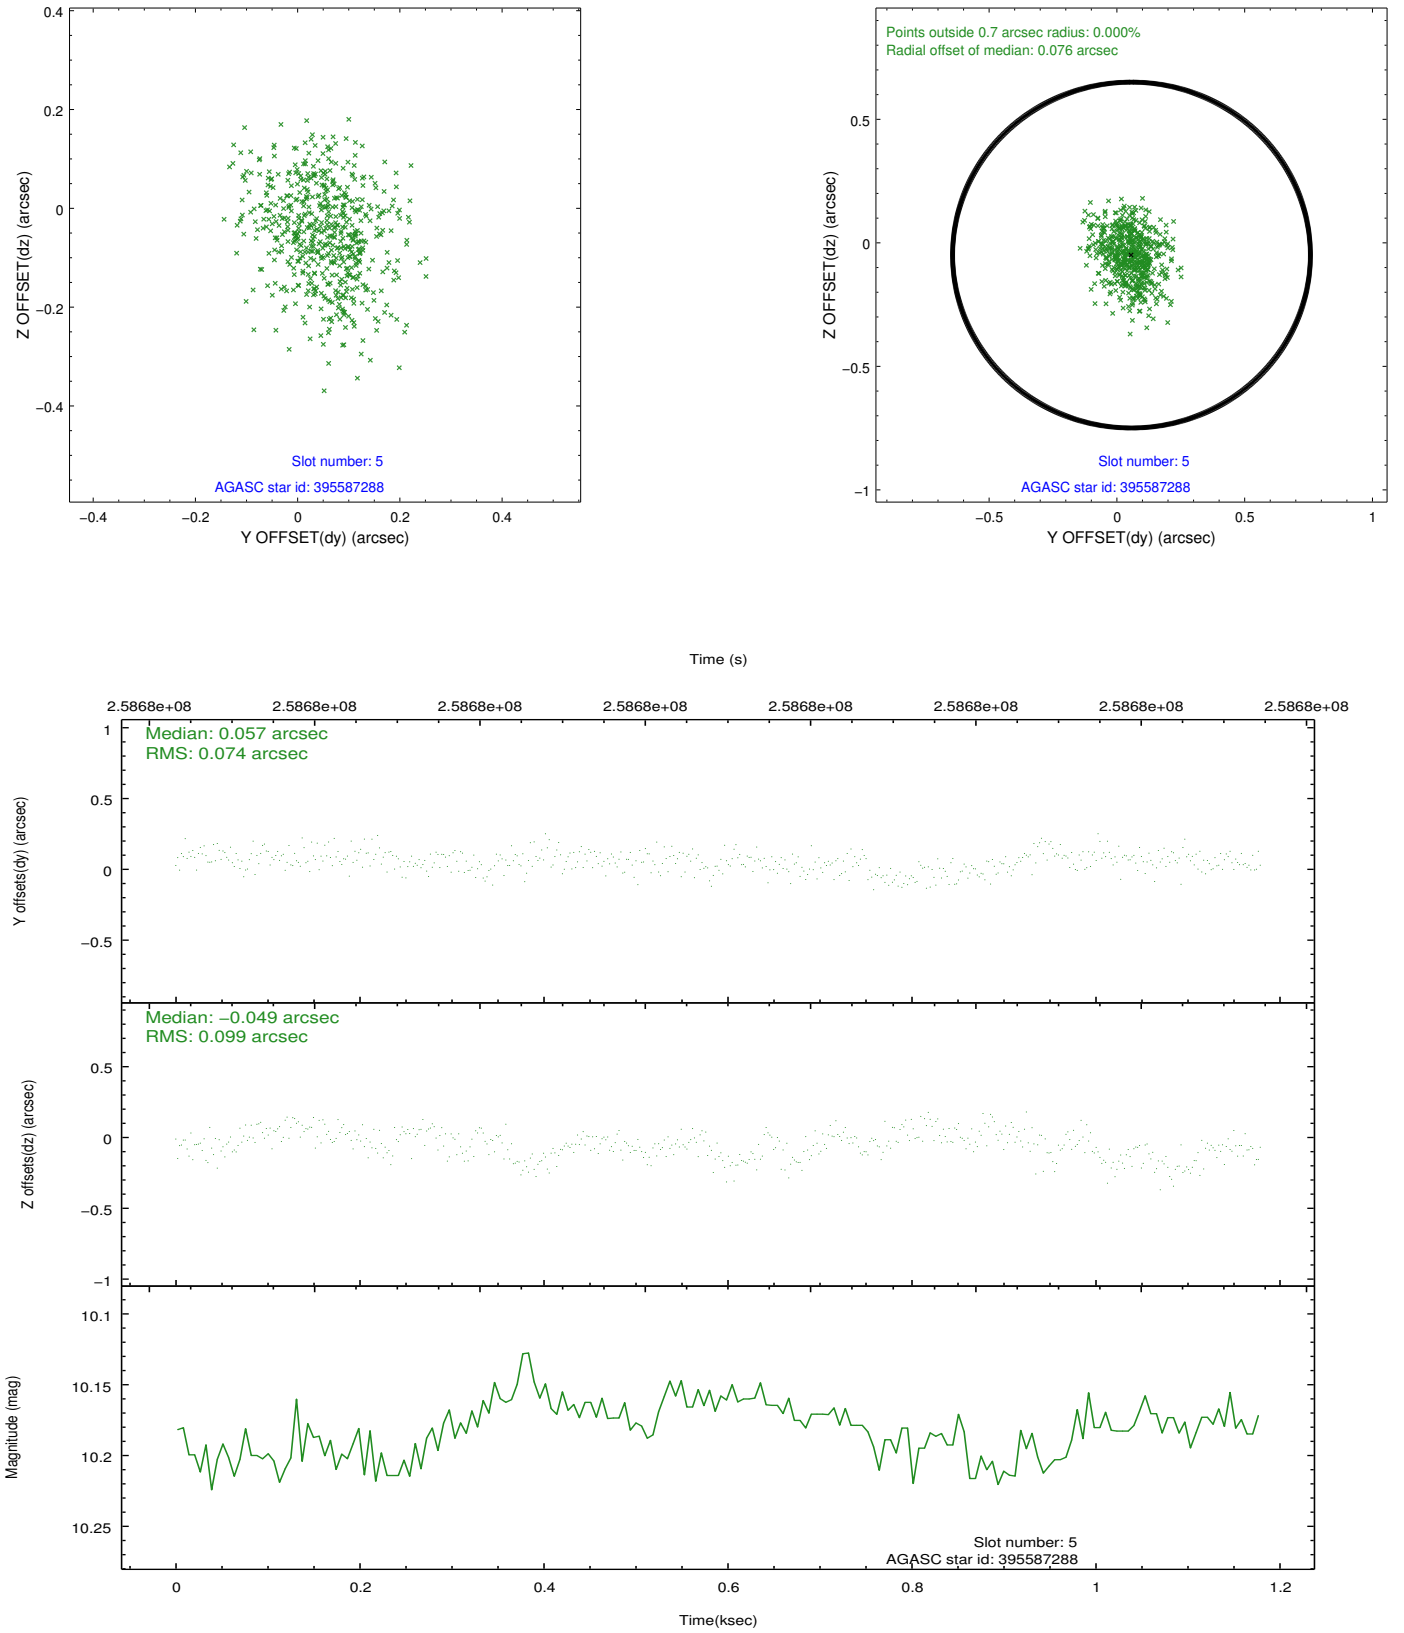 0.4
0.2
0
−0.2
−0.4
Z OFFSET(dz) (arcsec)
Slot number: 5
AGASC star id: 395587288
−0.4 −0.2 0 0.2 0.4
Y OFFSET(dy) (arcsec)
Points outside 0.7 arcsec radius: 0.000%
Radial offset of median: 0.076 arcsec
0.5
0
−0.5
−1
Z OFFSET(dz) (arcsec)
Slot number: 5
AGASC star id: 395587288
−0.5 0 0.5 1
Y OFFSET(dy) (arcsec)
Time (s)
2.5868e+08 2.5868e+08 2.5868e+08 2.5868e+08 2.5868e+08 2.5868e+08 2.5868e+08 2.5868e+08
Median: 0.057 arcsec
RMS: 0.074 arcsec
1
0.5
0
−0.5
Y offsets(dy) (arcsec)
Median: −0.049 arcsec
RMS: 0.099 arcsec
0.5
0
−0.5
−1
Z offsets(dz) (arcsec)
10.1
10.15
10.2
10.25
Magnitude (mag)
Slot number: 5
AGASC star id: 395587288
0 0.2 0.4 0.6 0.8 1 1.2
Time(ksec)